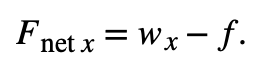 F_net x = w_x − f.